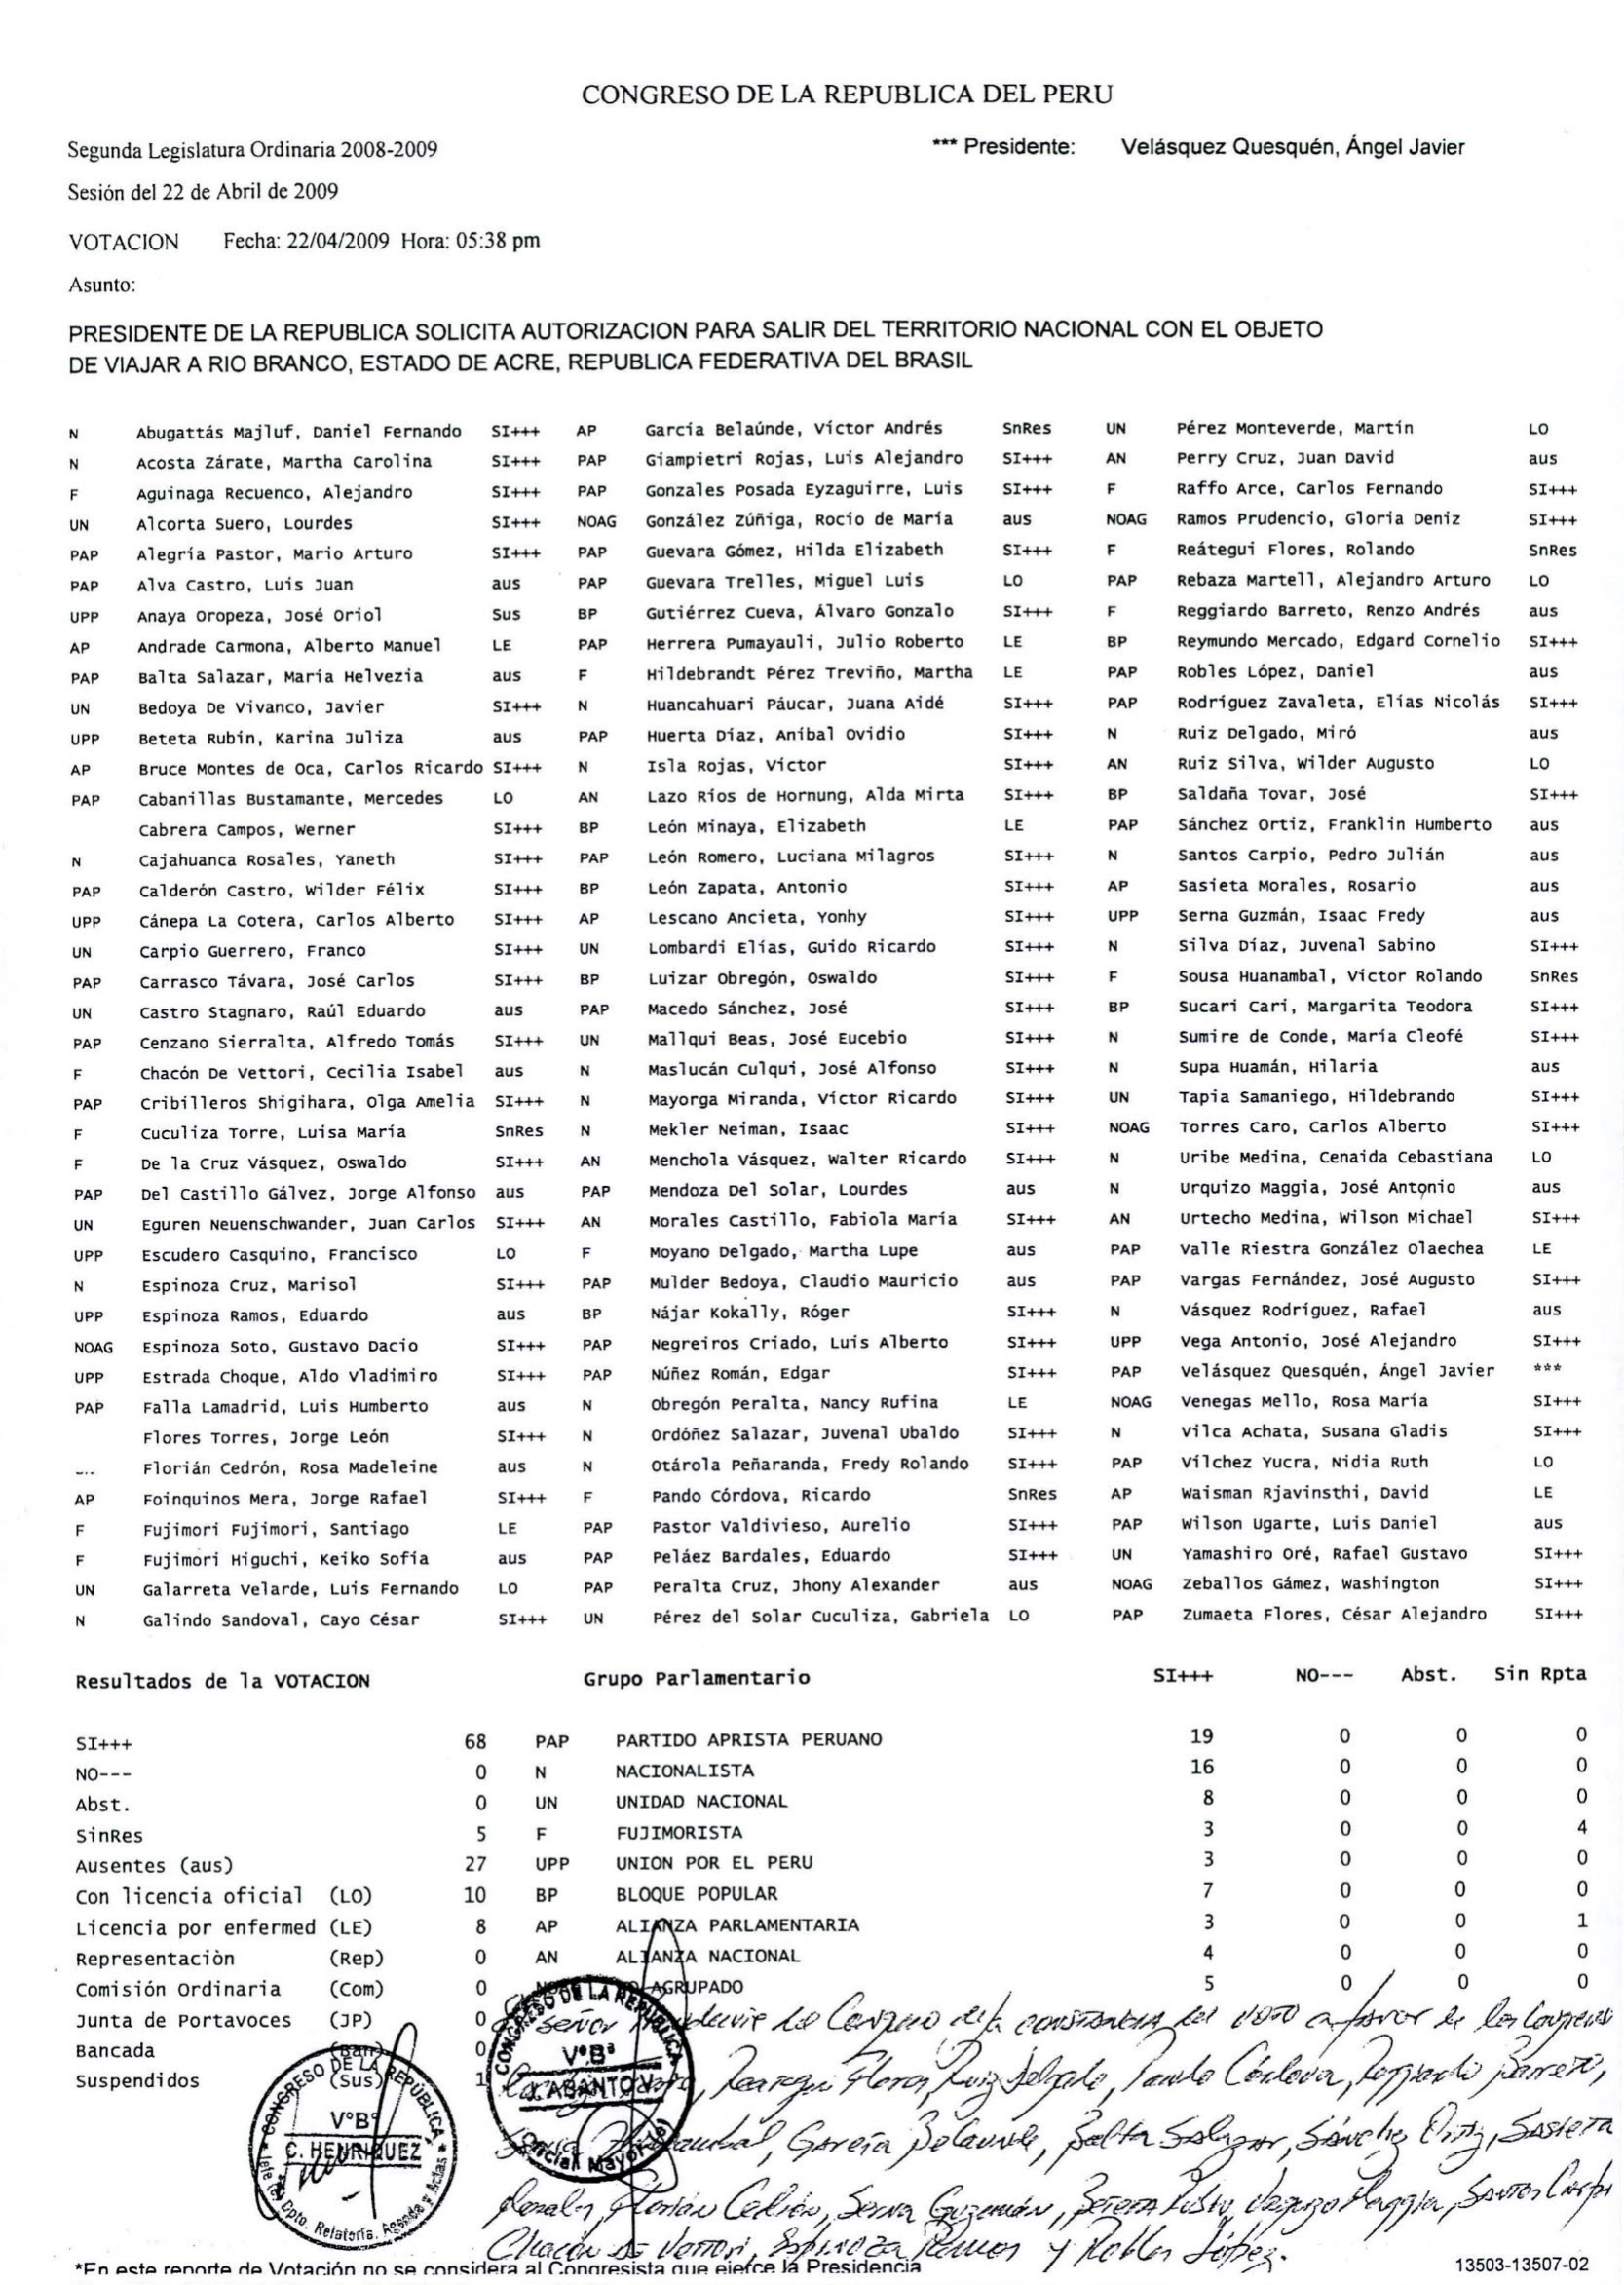 CONGRESO DE LA REPUBLICA DEL PERU
Segunda Legislatura Ordinaria 2008-2009 *** Presidente: Velásquez Quesquén, Ángel Javier
Sesión del 22 de Abril de 2009
VOTACION Fecha: 22/04/2009 Hora: 05:38 pm
Asunto:
PRESIDENTE DE LA REPUBLICA SOLICITA AUTORIZACION PARA SALIR DEL TERRITORIO NACIONAL CON EL OBJETO
DE VIAJAR A RIO BRANCO, ESTADO DE ACRE, REPUBLICA FEDERATIVA DEL BRASIL
N Abugattás Majluf, Daniel Fernando SI+++ AP García Belaúnde, Víctor Andrés SnRes UN Pérez Monteverde, Martín LO
N Acosta Zárate, Martha Carolina SI+++ PAP Giampietri Rojas, Luis Alejandro SI+++ AN Perry Cruz, Juan David aus
F Aguinaga Recuenco, Alejandro SI+++ PAP Gonzales Posada Eyzaguirre, Luis SI+++ F Raffo Arce, Carlos Fernando SI+++
UN Alcorta Suero, Lourdes SI+++ NOAG González Zúñiga, Rocío de María aus NOAG Ramos Prudencio, Gloria Deniz SI+++
PAP Alegría Pastor, Mario Arturo SI+++ PAP Guevara Gómez, Hilda Elizabeth SI+++ F Reátegui Flores, Rolando SnRes
PAP Alva Castro, Luis Juan aus PAP Guevara Trelles, Miguel Luis LO PAP Rebaza Martell, Alejandro Arturo LO
UPP Anaya Oropeza, José Oriol Sus BP Gutiérrez Cueva, Álvaro Gonzalo SI+++ F Reggiardo Barreto, Renzo Andrés aus
AP Andrade Carmona, Alberto Manuel LE PAP Herrera Pumayauli, Julio Roberto LE BP Reymundo Mercado, Edgard Cornelio SI+++
PAP Balta Salazar, María Helvezia aus F Hildebrandt Pérez Treviño, Martha LE PAP Robles López, Daniel aus
UN Bedoya De Vivanco, Javier SI+++ N Huancahuari Páucar, Juana Aidé SI+++ PAP Rodríguez Zavaleta, Elías Nicolás SI+++
UPP Beteta Rubín, Karina Juliza aus PAP Huerta Díaz, Aníbal Ovidio SI+++ N Ruiz Delgado, Miró aus
AP Bruce Montes de Oca, Carlos Ricardo SI+++ N Isla Rojas, Víctor SI+++ AN Ruiz Silva, Wilder Augusto LO
PAP Cabanillas Bustamante, Mercedes LO AN Lazo Ríos de Hornung, Alda Mirta SI+++ BP Saldaña Tovar, José SI+++
Cabrera Campos, Werner SI+++ BP León Minaya, Elizabeth LE PAP Sánchez Ortiz, Franklin Humberto aus
N Cajahuanca Rosales, Yaneth SI+++ PAP León Romero, Luciana Milagros SI+++ N Santos Carpio, Pedro Julián aus
PAP Calderón Castro, Wilder Félix SI+++ BP León Zapata, Antonio SI+++ AP Sasieta Morales, Rosario aus
UPP Cánepa La Cotera, Carlos Alberto SI+++ AP Lescano Ancieta, Yonhy SI+++ UPP Serna Guzmán, Isaac Fredy aus
UN Carpio Guerrero, Franco SI+++ UN Lombardi Elías, Guido Ricardo SI+++ N Silva Díaz, Juvenal Sabino SI+++
PAP Carrasco Távara, José Carlos SI+++ BP Luizar Obregón, Oswaldo SI+++ F Sousa Huanambal, Víctor Rolando SnRes
UN Castro Stagnaro, Raúl Eduardo aus PAP Macedo Sánchez, José SI+++ BP Sucari Cari, Margarita Teodora SI+++
PAP Cenzano Sierralta, Alfredo Tomás SI+++ UN Mallqui Beas, José Eucebio SI+++ N Sumire de Conde, María Cleofé SI+++
F Chacón De Vettori, Cecilia Isabel aus N Maslucán Culqui, José Alfonso SI+++ N Supa Huamán, Hilaria aus
PAP Cribilleros Shigihara, Olga Amelia SI+++ N Mayorga Miranda, Víctor Ricardo SI+++ UN Tapia Samaniego, Hildebrando SI+++
F Cuculiza Torre, Luisa María SnRes N Mekler Neiman, Isaac SI+++ NOAG Torres Caro, Carlos Alberto SI+++
F De la Cruz Vásquez, Oswaldo SI+++ AN Menchola Vásquez, Walter Ricardo SI+++ N Uribe Medina, Cenaida Cebastiana LO
PAP Del Castillo Gálvez, Jorge Alfonso aus PAP Mendoza Del Solar, Lourdes aus N Urquizo Maggia, José Antonio aus
UN Eguren Neuenschwander, Juan Carlos SI+++ AN Morales Castillo, Fabiola María SI+++ AN Urtecho Medina, Wilson Michael SI+++
UPP Escudero Casquino, Francisco LO F Moyano Delgado, Martha Lupe aus PAP Valle Riestra González Olaechea LE
N Espinoza Cruz, Marisol SI+++ PAP Mulder Bedoya, Claudio Mauricio aus PAP Vargas Fernández, José Augusto SI+++
UPP Espinoza Ramos, Eduardo aus BP Nájar Kokally, Róger SI+++ N Vásquez Rodríguez, Rafael aus
NOAG Espinoza Soto, Gustavo Dacio SI+++ PAP Negreiros Criado, Luis Alberto SI+++ UPP Vega Antonio, José Alejandro SI+++
UPP Estrada Choque, Aldo Vladimiro SI+++ PAP Núñez Román, Edgar SI+++ PAP Velásquez Quesquén, Ángel Javier ***
PAP Falla Lamadrid, Luis Humberto aus N Obregón Peralta, Nancy Rufina LE NOAG Venegas Mello, Rosa María SI+++
Flores Torres, Jorge León SI+++ N Ordóñez Salazar, Juvenal Ubaldo SI+++ N Vilca Achata, Susana Gladis SI+++
Florián Cedrón, Rosa Madeleine aus N Otárola Peñaranda, Fredy Rolando SI+++ PAP Vílchez Yucra, Nidia Ruth LO
AP Foinquinos Mera, Jorge Rafael SI+++ F Pando Córdova, Ricardo SnRes AP Waisman Rjavinsthi, David LE
F Fujimori Fujimori, Santiago LE PAP Pastor Valdivieso, Aurelio SI+++ PAP Wilson Ugarte, Luis Daniel aus
F Fujimori Higuchi, Keiko Sofía aus PAP Peláez Bardales, Eduardo SI+++ UN Yamashiro Oré, Rafael Gustavo SI+++
UN Galarreta Velarde, Luis Fernando LO PAP Peralta Cruz, Jhony Alexander aus NOAG Zeballos Gámez, Washington SI+++
N Galindo Sandoval, Cayo César SI+++ UN Pérez del Solar Cuculiza, Gabriela LO PAP Zumaeta Flores, César Alejandro SI+++
Resultados de la VOTACION Grupo Parlamentario SI+++ NO--- Abst. Sin Rpta
SI+++ 68 PAP PARTIDO APRISTA PERUANO 19 0 0 0
NO--- 0 N NACIONALISTA 16 0 0 0
Abst. 0 UN UNIDAD NACIONAL 8 0 0 0
SinRes 5 F FUJIMORISTA 3 0 0 4
Ausentes (aus) 27 UPP UNION POR EL PERU 3 0 0 0
Con licencia oficial (LO) 10 BP BLOQUE POPULAR 7 0 0 0
Licencia por enfermed (LE) 8 AP ALIANZA PARLAMENTARIA 3 0 0 1
Representaciòn (Rep) 0 AN ALIANZA NACIONAL 4 0 0 0
Comisión Ordinaria (Com) 0 AGRUPADO 5 0 0 0
Junta de Portavoces (JP) 0
Bancada (Ban) 0
Suspendidos (Sus) 1
señor del Congreso deja constancia del voto a favor de los
Reátegui Flores, Ruiz Delgado, Pando Córdova, Reggiardo Barreto,
García Belaunde, Balta Salazar, Sánchez Ortiz, Sasieta
Morales, Florián Cedrón, Serna Guzmán, Beteta Rubín, Urquizo Maggia, Santos Carpio
Chacón de Vettori, Espinoza Ramos y Robles López.
CONGRESO DE LA REPÚBLICA
V°B°
C. HENRIQUEZ
Jefe (e) Dpto. Relatoría, Agenda y Actas
CONGRESO DE LA REPÚBLICA
V°B°
J. ABANTO V.
Oficial Mayor (e)
*En este reporte de Votación no se considera al Congresista que ejerce la Presidencia 13503-13507-02